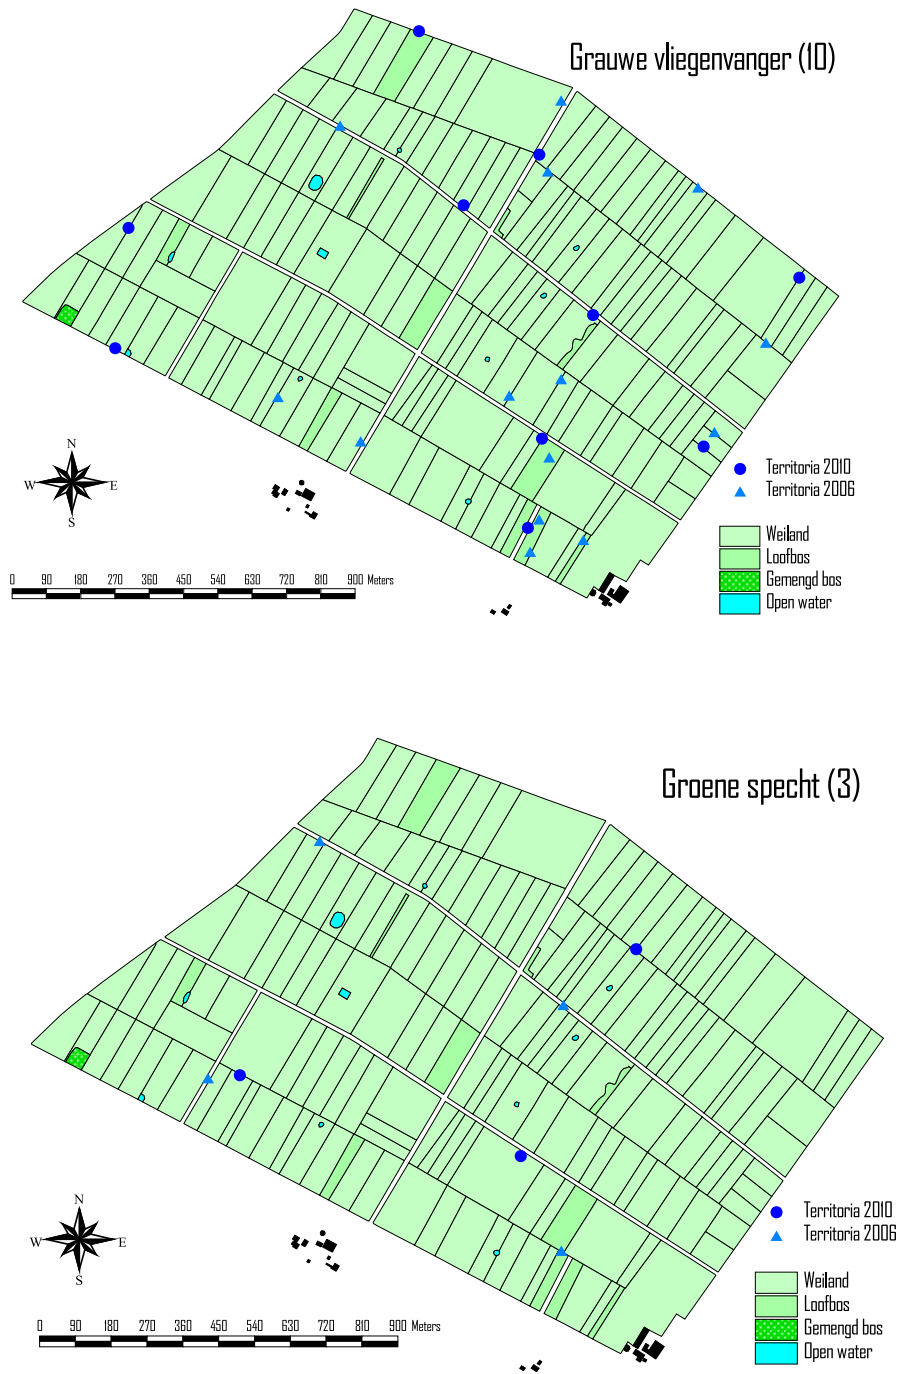 Grauwe vliegenvanger (10)
N
W E
S
Territoria 2010
Territoria 2006
Weiland
Loofbos
Gemengd bos
Open water
0 90 180 270 360 450 540 630 720 810 900 Meters
Groene specht (3)
N
W E
S
Territoria 2010
Territoria 2006
Weiland
Loofbos
Gemengd bos
Open water
0 90 180 270 360 450 540 630 720 810 900 Meters